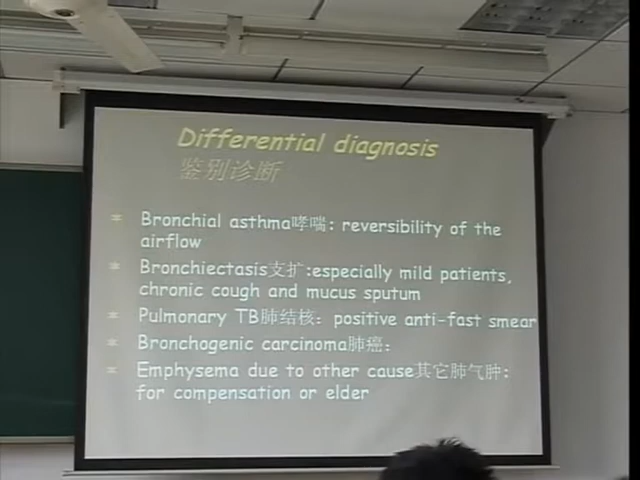 Differential diagnosis
鉴别诊断
Bronchial asthma哮喘: reversibility of the
airflow
Bronchiectasis支扩:especially mild patients,
chronic cough and mucus sputum
Pulmonary TB肺结核: positive anti-fast smear
Bronchogenic carcinoma肺癌:
Emphysema due to other cause其它肺气肿:
for compensation or elder